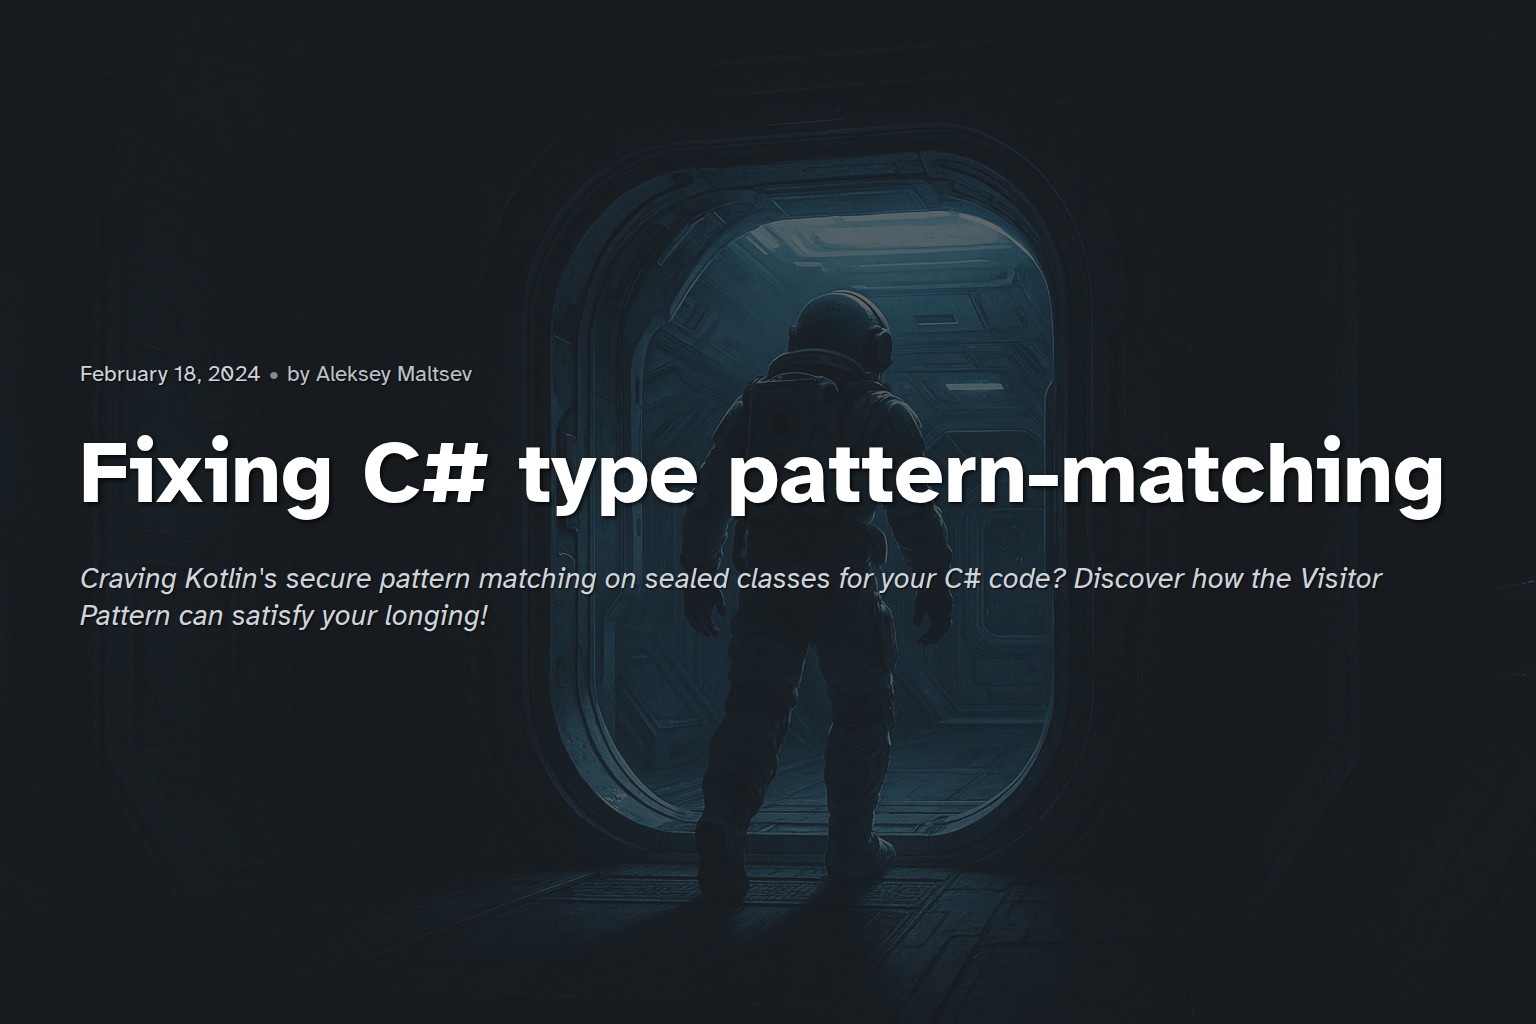 February 18, 2024 • by Aleksey Maltsev
Fixing C# type pattern-matching
Craving Kotlin's secure pattern matching on sealed classes for your C# code? Discover how the Visitor
Pattern can satisfy your longing!